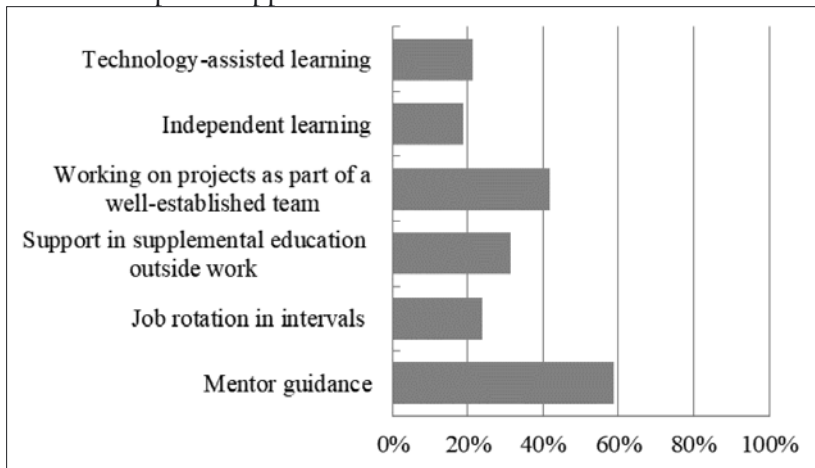 Technology-assisted learning
Independent learning
Working on projects as part of a
well-established team
Support in supplemental education
outside work
Job rotation in intervals
Mentor guidance
0% 20% 40% 60% 80% 100%